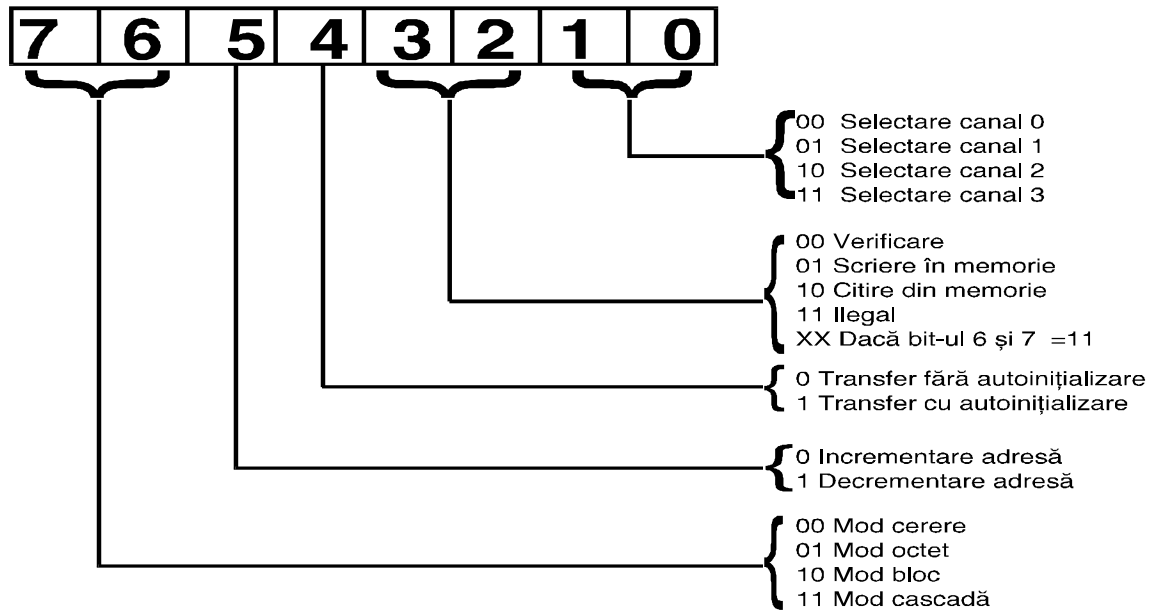 7 6 5 4 3 2 1 0
00 Selectare canal 0
01 Selectare canal 1
10 Selectare canal 2
11 Selectare canal 3
00 Verificare
01 Scriere în memorie
10 Citire din memorie
11 Ilegal
XX Dacă bit-ul 6 și 7 =11
0 Transfer fără autoinițializare
1 Transfer cu autoinițializare
0 Incrementare adresă
1 Decrementare adresă
00 Mod cerere
01 Mod octet
10 Mod bloc
11 Mod cascadă